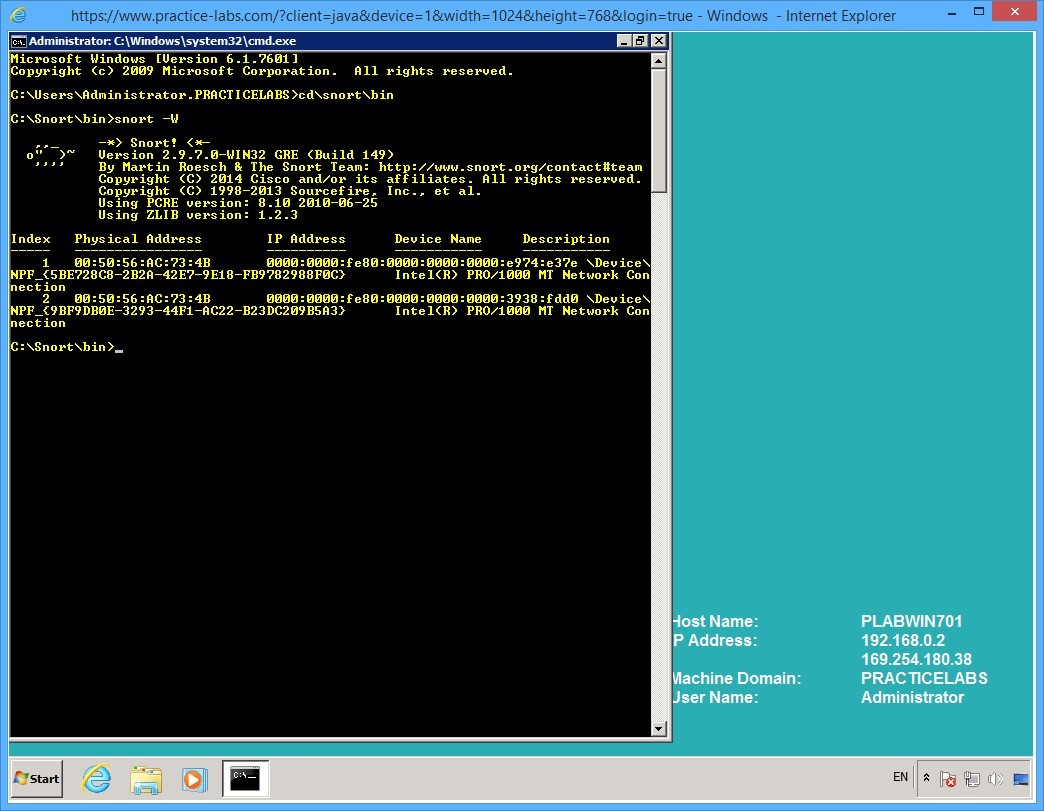 https://www.practice-labs.com/?client=java&device=1&width=1024&height=768&login=true - Windows - Internet Explorer
Administrator: C:\Windows\system32\cmd.exe
Microsoft Windows [Version 6.1.7601]
Copyright (c) 2009 Microsoft Corporation. All rights reserved.
C:\Users\Administrator.PRACTICELABS>cd\snort\bin
C:\Snort\bin>snort -W
,,_ -*> Snort! <*-
o" )~ Version 2.9.7.0-WIN32 GRE (Build 149)
'''' By Martin Roesch & The Snort Team: http://www.snort.org/contact#team
Copyright (C) 2014 Cisco and/or its affiliates. All rights reserved.
Copyright (C) 1998-2013 Sourcefire, Inc., et al.
Using PCRE version: 8.10 2010-06-25
Using ZLIB version: 1.2.3
Index Physical Address IP Address Device Name Description
----- ---------------- ---------- ----------- -----------
1 00:50:56:AC:73:4B 0000:0000:fe80:0000:0000:0000:e974:e37e \Device\
NPF_{5BE728C8-2B2A-42E7-9E18-FB9782988F0C} Intel(R) PRO/1000 MT Network Con
nection
2 00:50:56:AC:73:4B 0000:0000:fe80:0000:0000:0000:3938:fdd0 \Device\
NPF_{9BF9DB0E-3293-44F1-AC22-B23DC209B5A3} Intel(R) PRO/1000 MT Network Con
nection
C:\Snort\bin>_
Host Name: PLABWIN701
IP Address: 192.168.0.2
169.254.180.38
Machine Domain: PRACTICELABS
User Name: Administrator
Start
C:\
EN